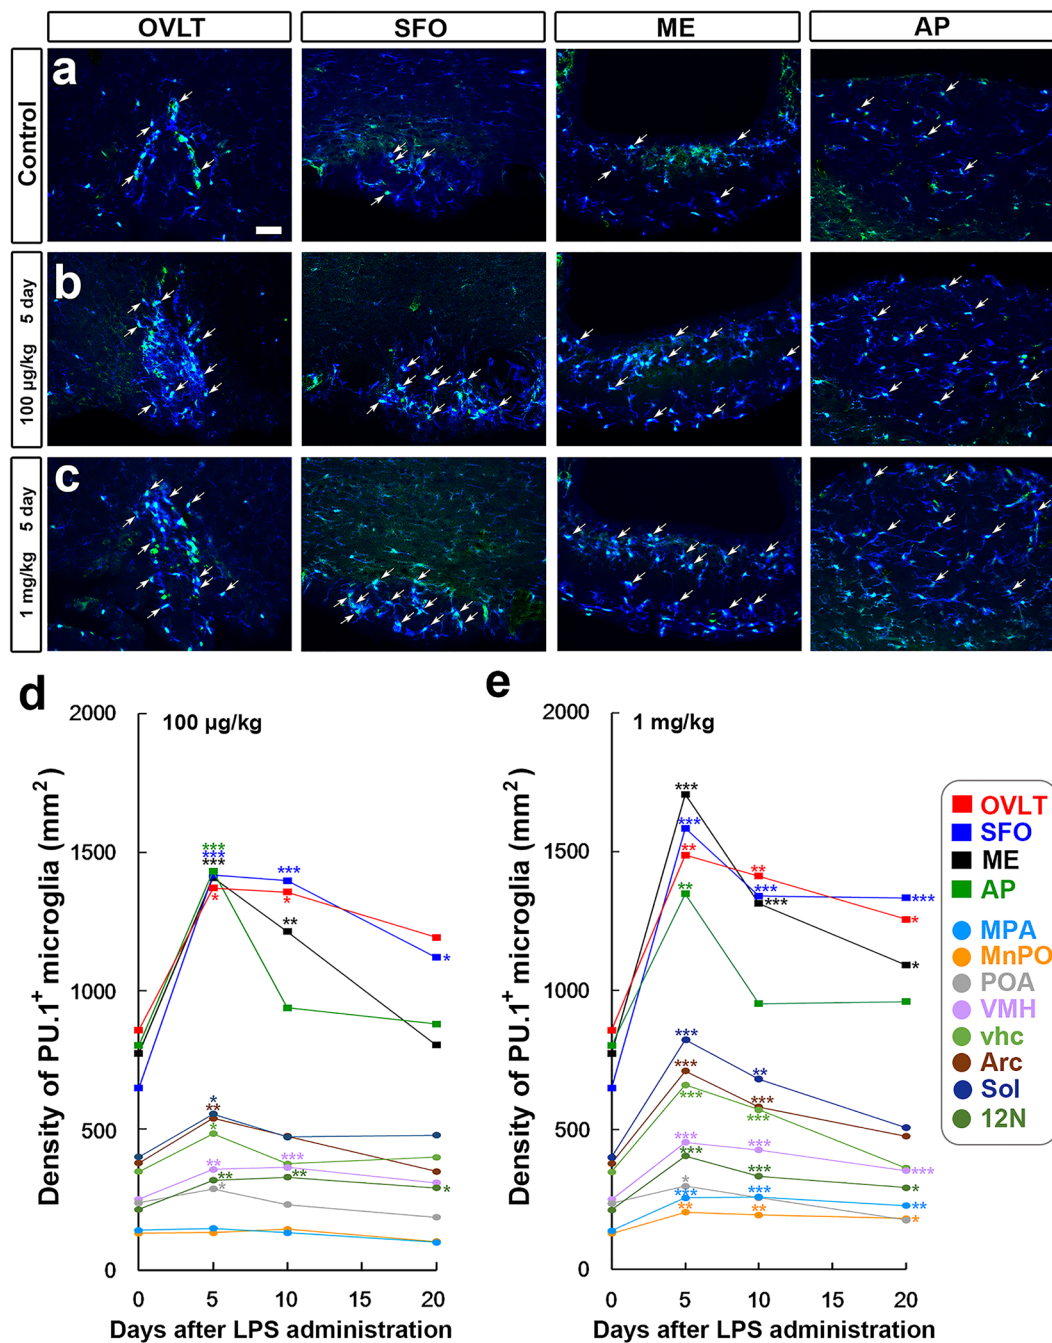 OVLT SFO ME AP
a
Control
b
100 µg/kg 5 day
c
1 mg/kg 5 day
d
100 µg/kg
2000
1500
1000
500
0
Density of PU.1+ microglia (mm2)
***
***
***
*
***
*
**
*
*
**
*
**
**
*
***
**
*
0 5 10 20
Days after LPS administration
e
1 mg/kg
2000
1500
1000
500
0
Density of PU.1+ microglia (mm2)
***
***
**
**
**
***
***
***
*
*
***
**
***
***
***
***
***
***
***
***
*
*
***
***
**
**
**
*
0 5 10 20
Days after LPS administration
OVLT
SFO
ME
AP
MPA
MnPO
POA
VMH
vhc
Arc
Sol
12N